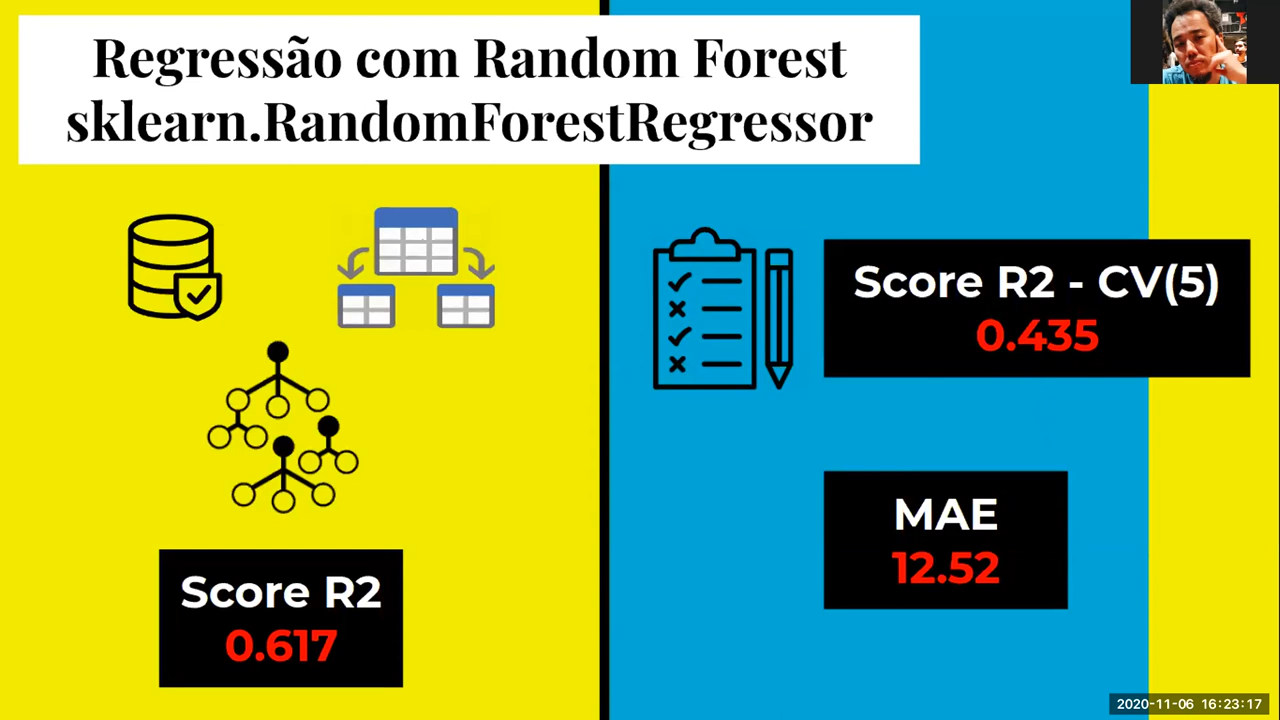 Regressão com Random Forest
sklearn.RandomForestRegressor
Score R2 - CV(5)
0.435
MAE
12.52
Score R2
0.617
2020-11-06 16:23:17